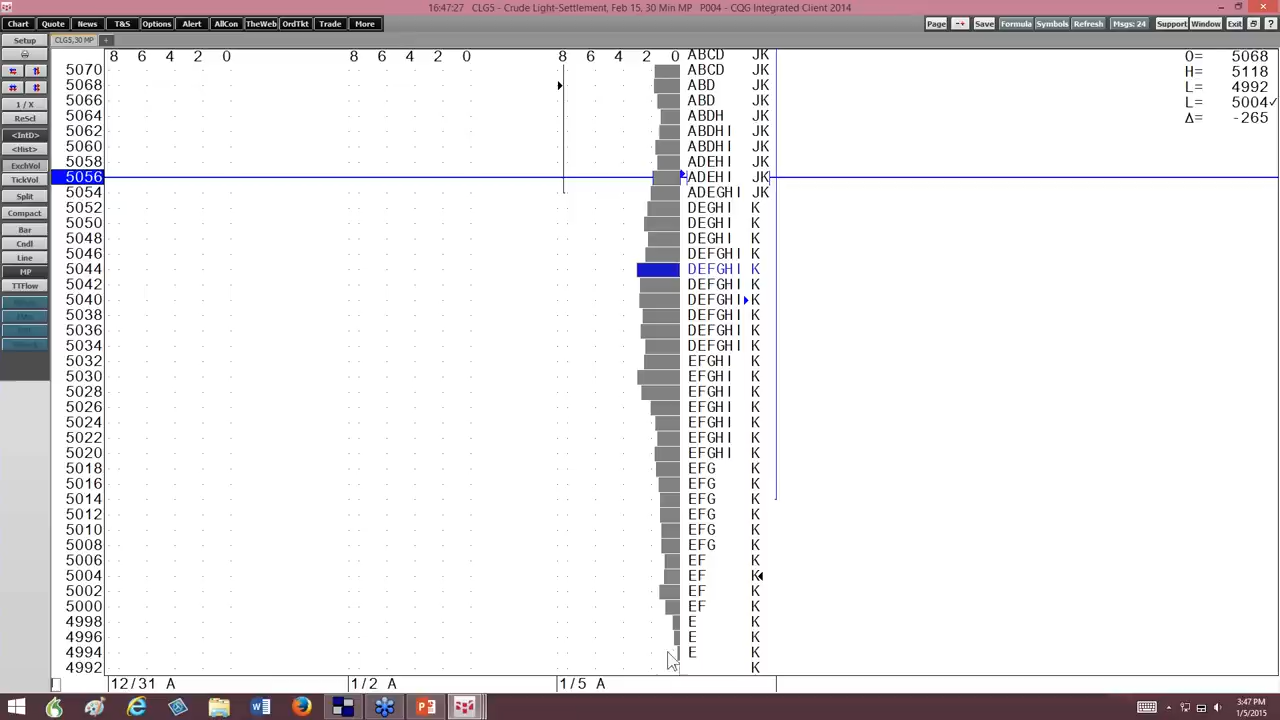 16:47:27   CLG5 - Crude Light-Settlement, Feb 15, 30 Min MP   P004 - CQG Integrated Client 2014
Chart Quote News T&S Options Alert AllCon TheWeb OrdTkt Trade More Page Save Formula Symbols Refresh Msgs: 24 Support Window Exit ?
Setup CLG5,30 MP +
8 6 4 2 0 8 6 4 2 0 8 6 4 2 0 ABCD JK O= 5068
5070 ABCD JK H= 5118
5068 ABD JK L= 4992
5066 ABD JK L= 5004✓
5064 ABDH JK Δ= -265
5062 ABDHI JK
5060 ABDHI JK
5058 ADEHI JK
5056 ADEHI JK
5054 ADEGHI JK
5052 DEGHI K
5050 DEGHI K
5048 DEGHI K
5046 DEFGHI K
5044 DEFGHI K
5042 DEFGHI K
5040 DEFGHI K
5038 DEFGHI K
5036 DEFGHI K
5034 DEFGHI K
5032 EFGHI K
5030 EFGHI K
5028 EFGHI K
5026 EFGHI K
5024 EFGHI K
5022 EFGHI K
5020 EFGHI K
5018 EFG K
5016 EFG K
5014 EFG K
5012 EFG K
5010 EFG K
5008 EFG K
5006 EF K
5004 EF K
5002 EF K
5000 EF K
4998 E K
4996 E K
4994 E K
4992 K
12/31 A 1/2 A 1/5 A
1 / X
ReScl
<IntD>
<Hist>
ExchVol
TickVol
Split
Compact
Bar
Cndl
Line
MP
TTFlow
3:47 PM
1/5/2015